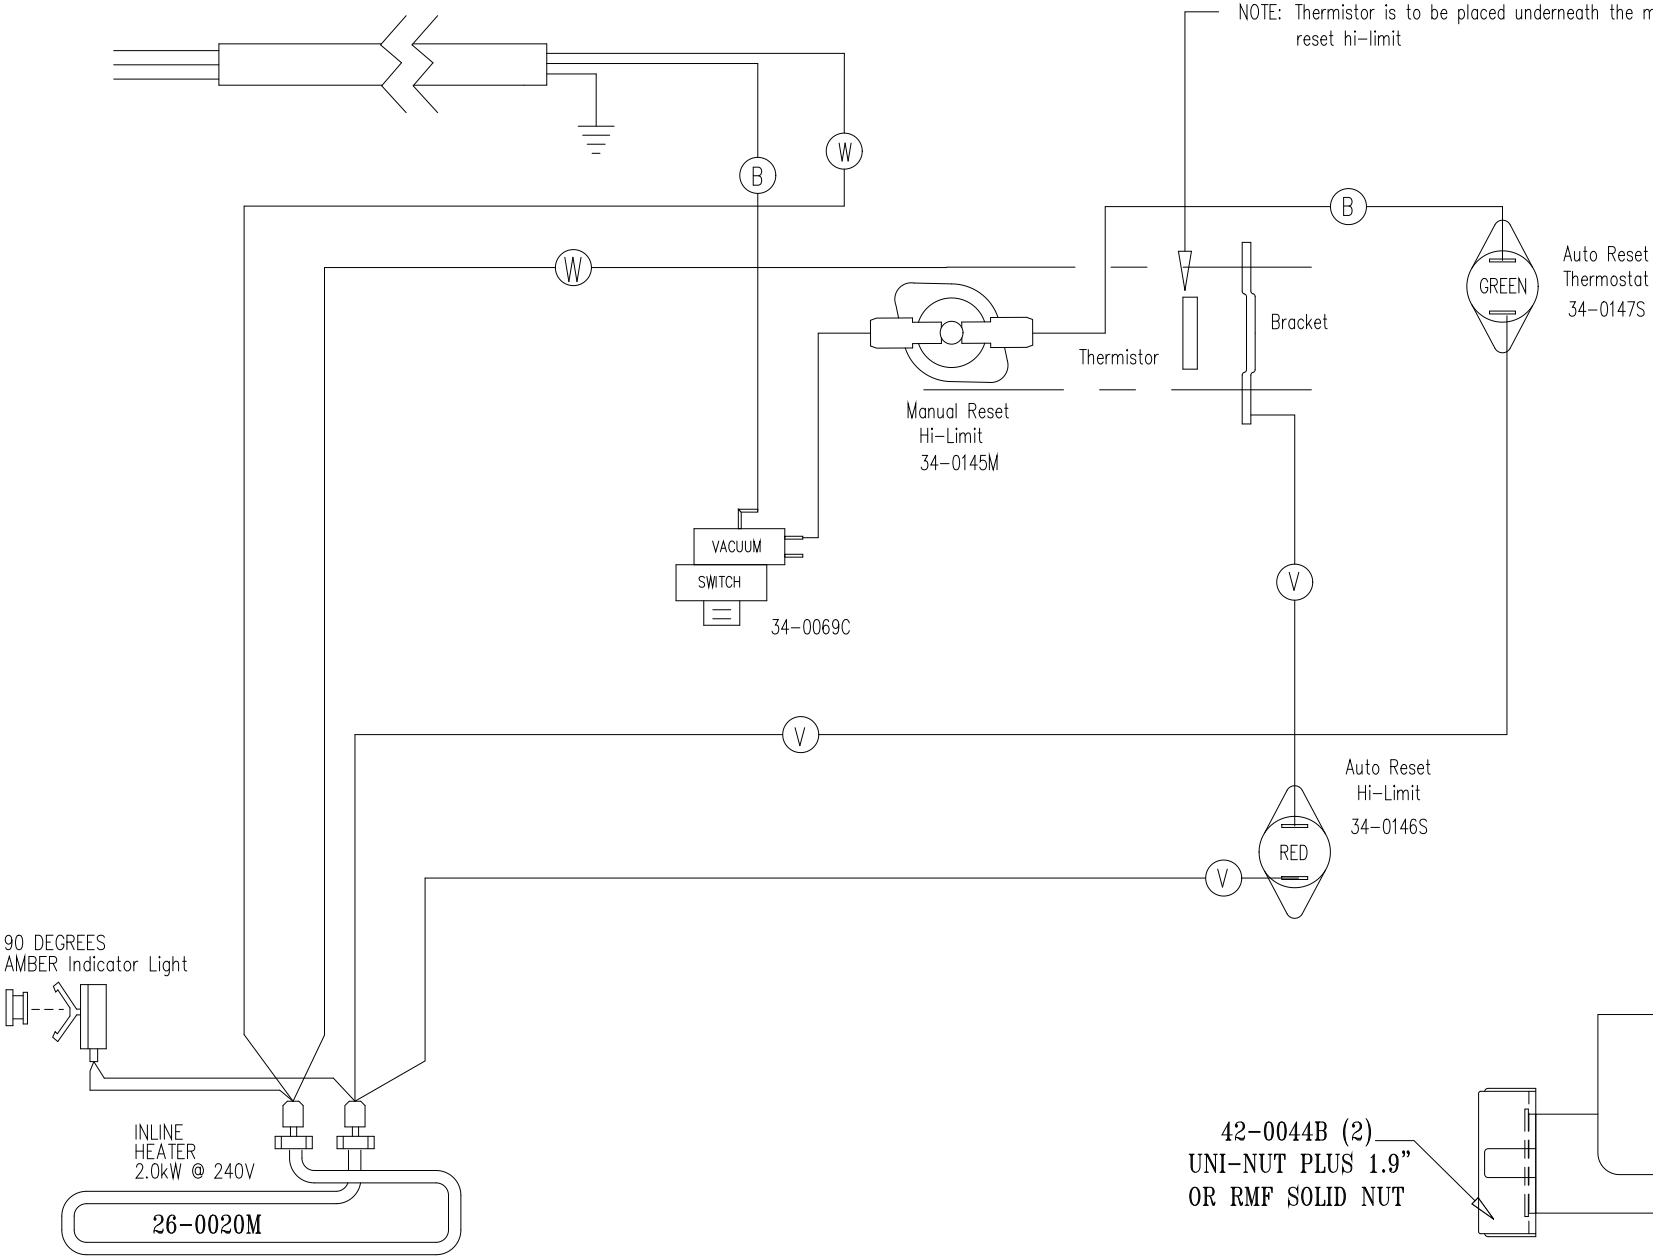 NOTE: Thermistor is to be placed underneath the
reset hi-limit
W
B
B
W
Auto Reset
Thermostat
34-0147S
GREEN
Bracket
Thermistor
Manual Reset
Hi-Limit
34-0145M
VACUUM
SWITCH
34-0069C
V
V
Auto Reset
Hi-Limit
34-0146S
RED
V
90 DEGREES
AMBER Indicator Light
INLINE
HEATER
2.0kW @ 240V
26-0020M
42-0044B (2)
UNI-NUT PLUS 1.9"
OR RMF SOLID NUT